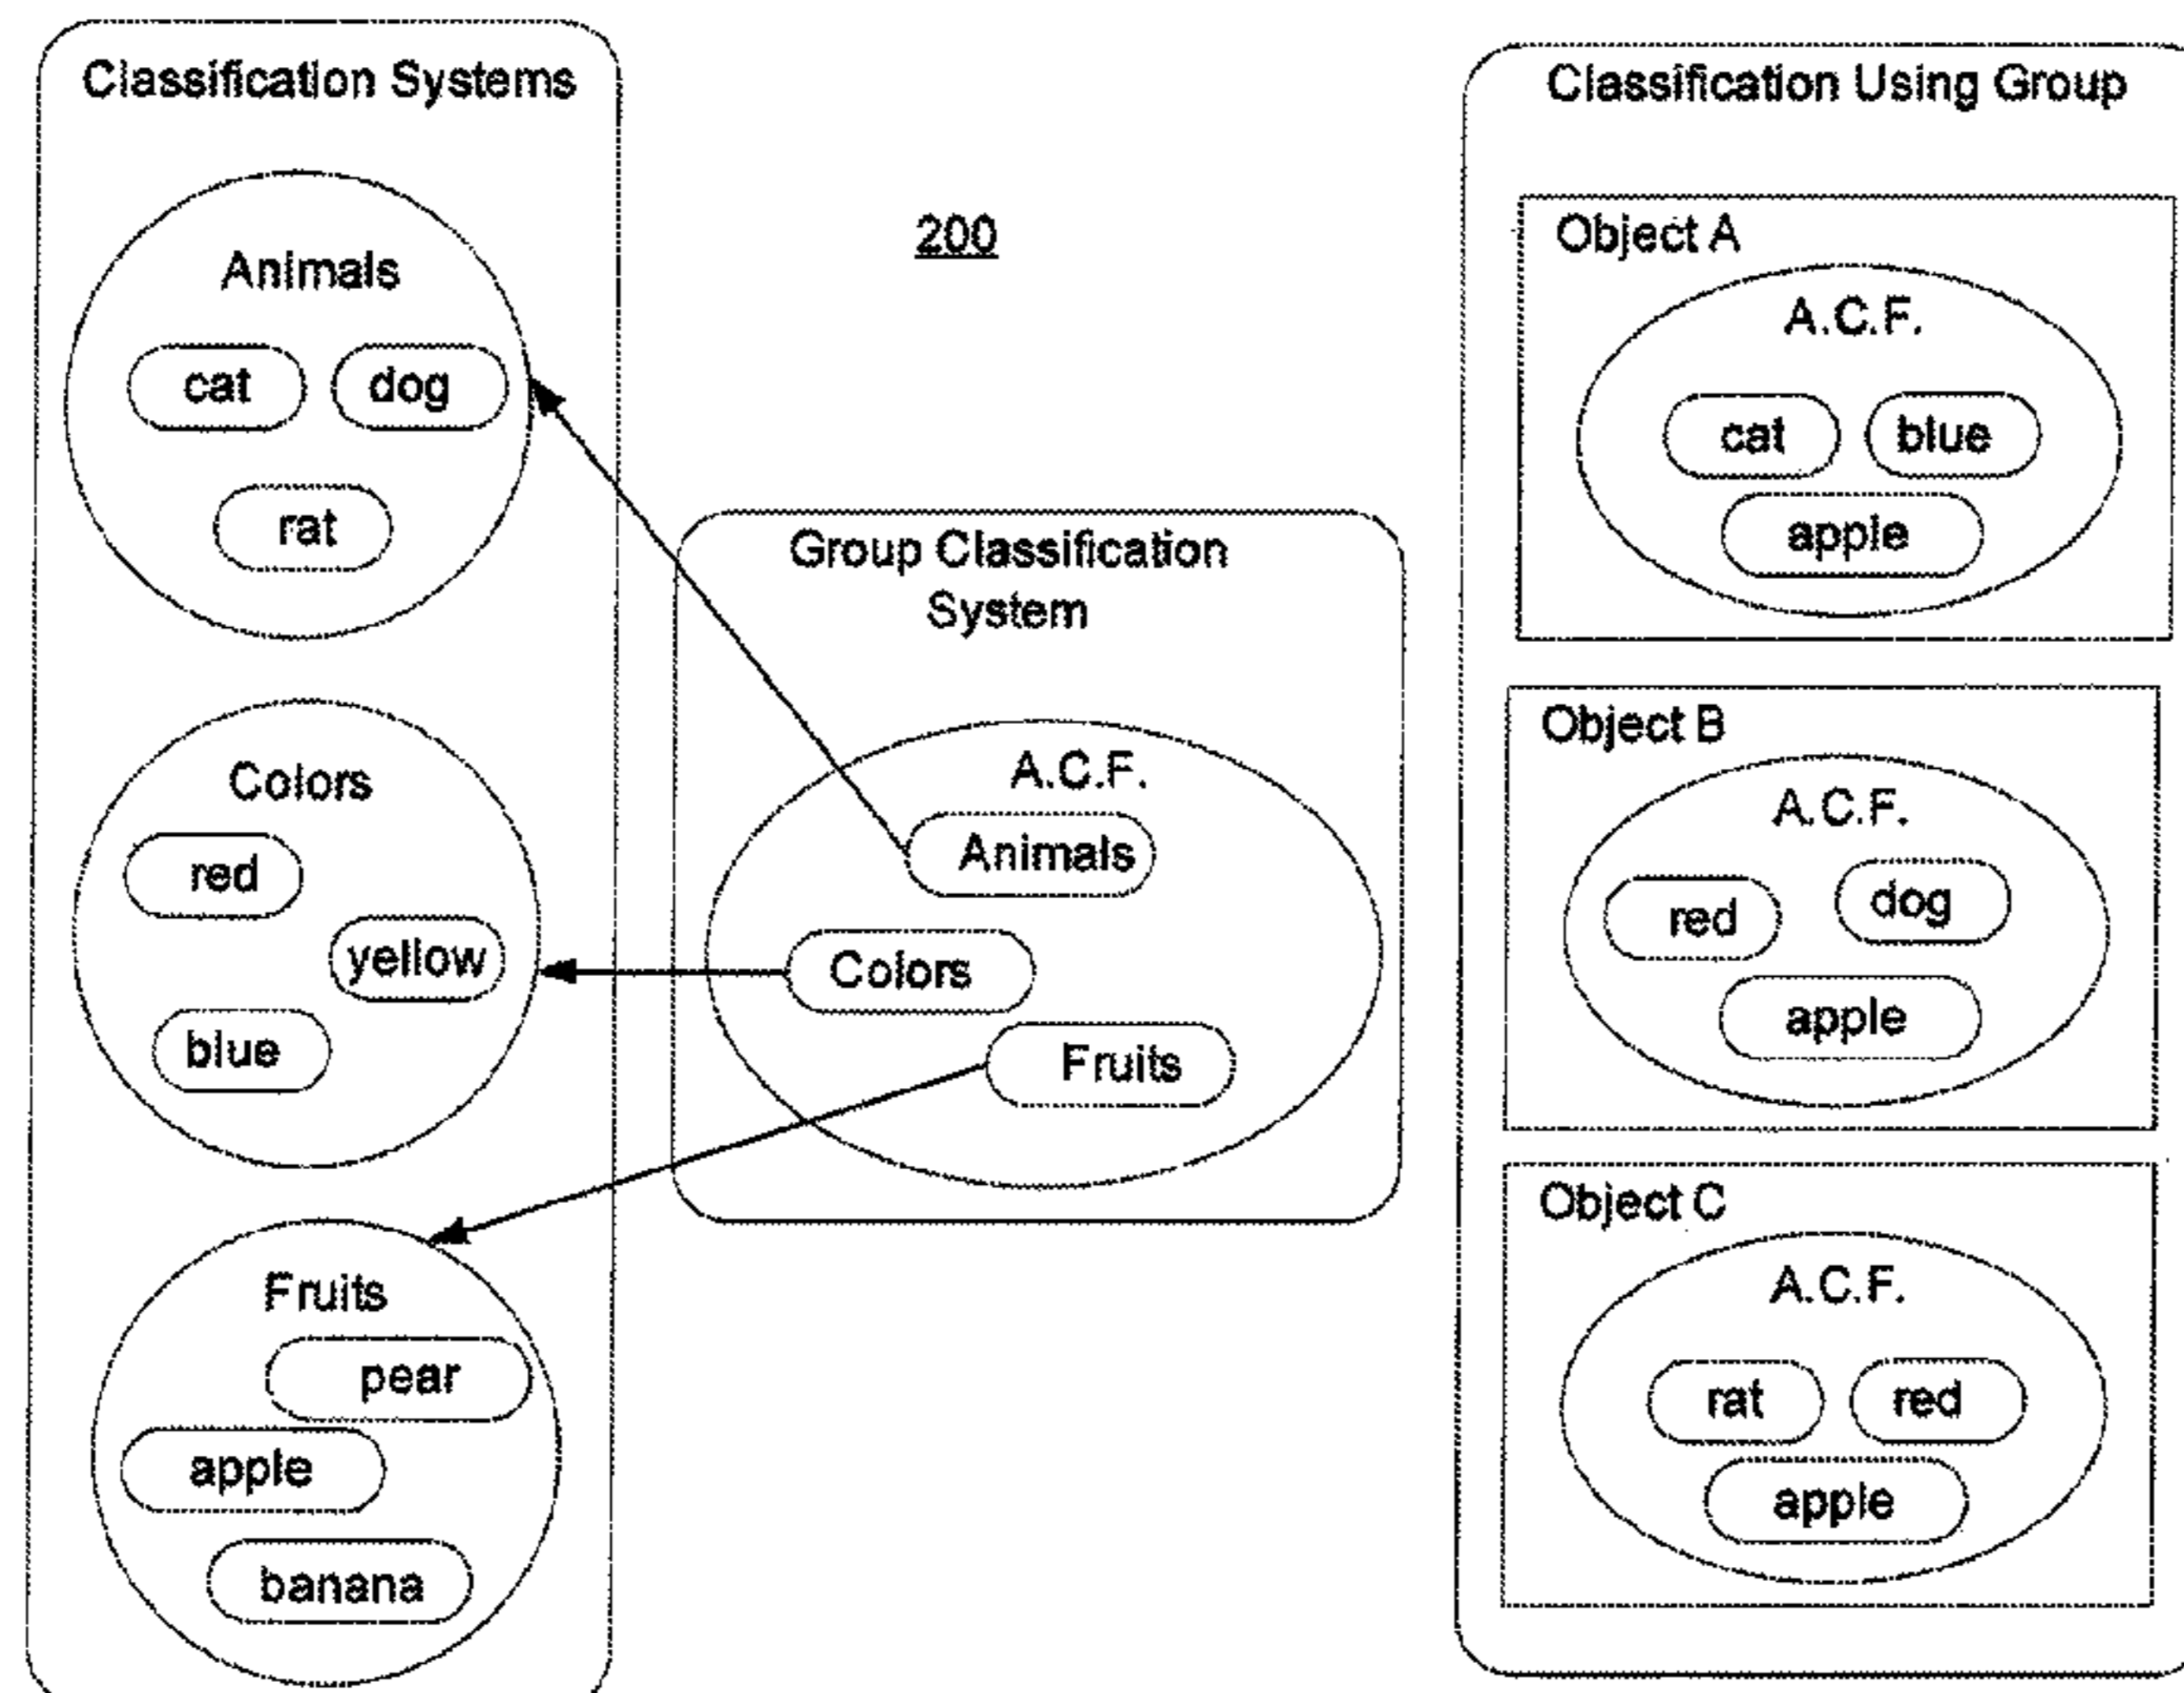 Classification Systems
Animals
cat
dog
rat
Colors
red
yellow
blue
Fruits
pear
apple
banana
200
Group Classification
System
A.C.F.
Animals
Colors
Fruits
Classification Using Group
Object A
A.C.F.
cat
blue
apple
Object B
A.C.F.
red
dog
apple
Object C
A.C.F.
rat
red
apple